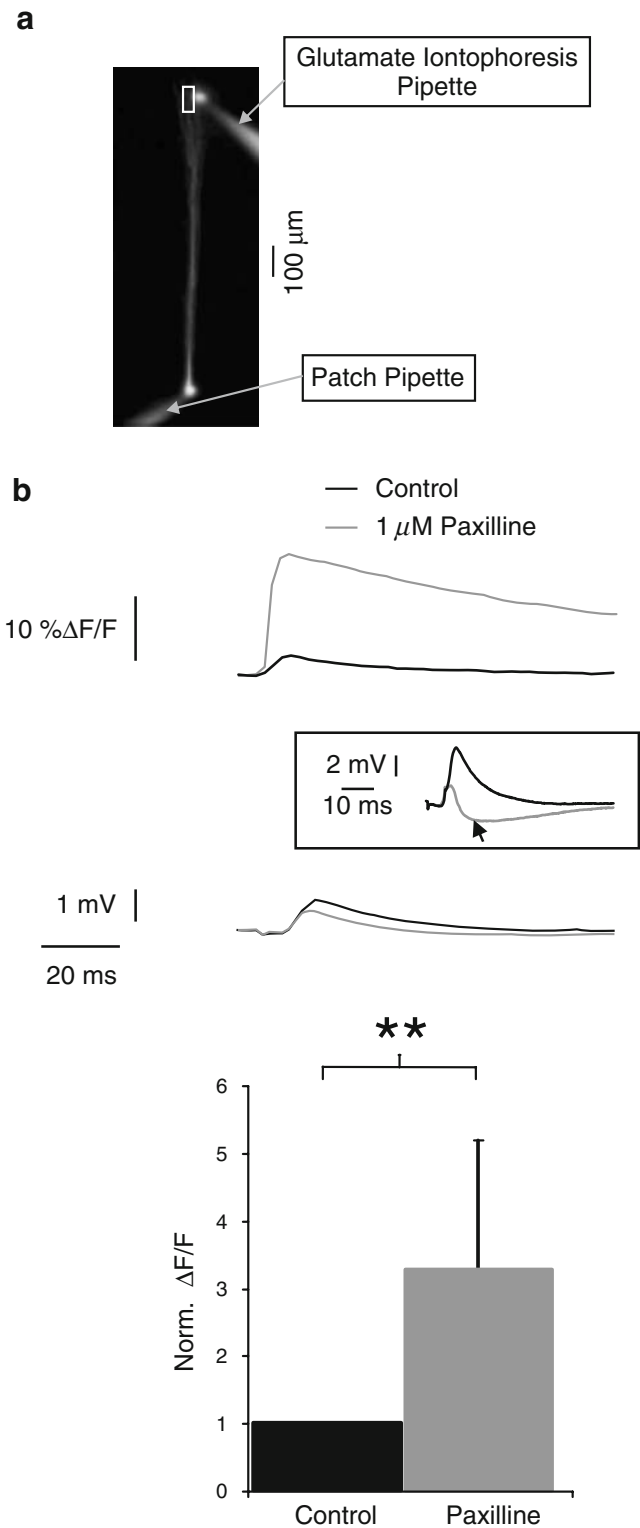 a
Glutamate Iontophoresis
Pipette
100 μm
Patch Pipette
b
Control
1 μM Paxilline
10 %ΔF/F
2 mV
10 ms
1 mV
20 ms
**
6
5
4
3
2
1
0
Norm. ΔF/F
Control
Paxilline